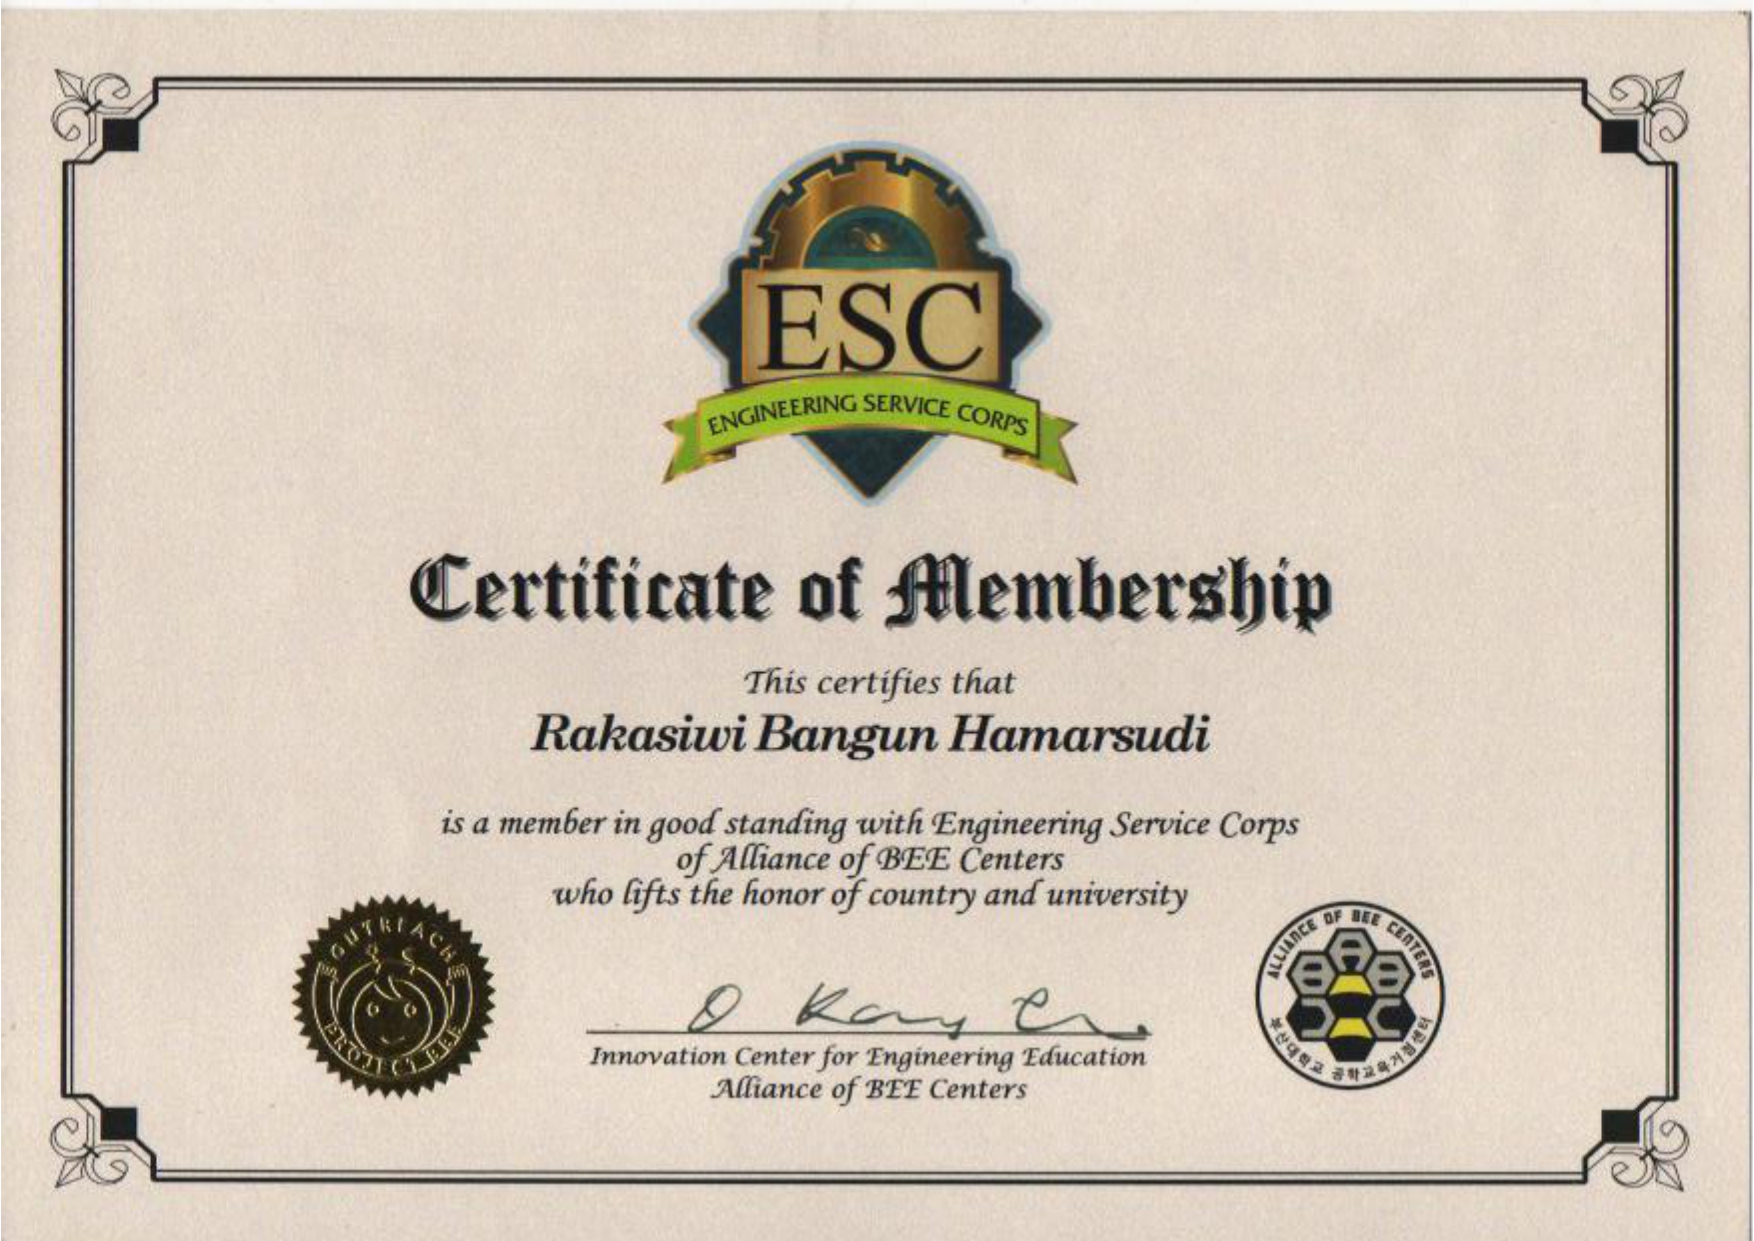 ESC
ENGINEERING SERVICE CORPS
Certificate of Membership
This certifies that
Rakasiwi Bangun Hamarsudi
is a member in good standing with Engineering Service Corps
of Alliance of BEE Centers
who lifts the honor of country and university
OUTREACH
PROJECT BEE
Innovation Center for Engineering Education
Alliance of BEE Centers
ALLIANCE OF BEE CENTERS
ABC
부산대학교 공학교육거점센터